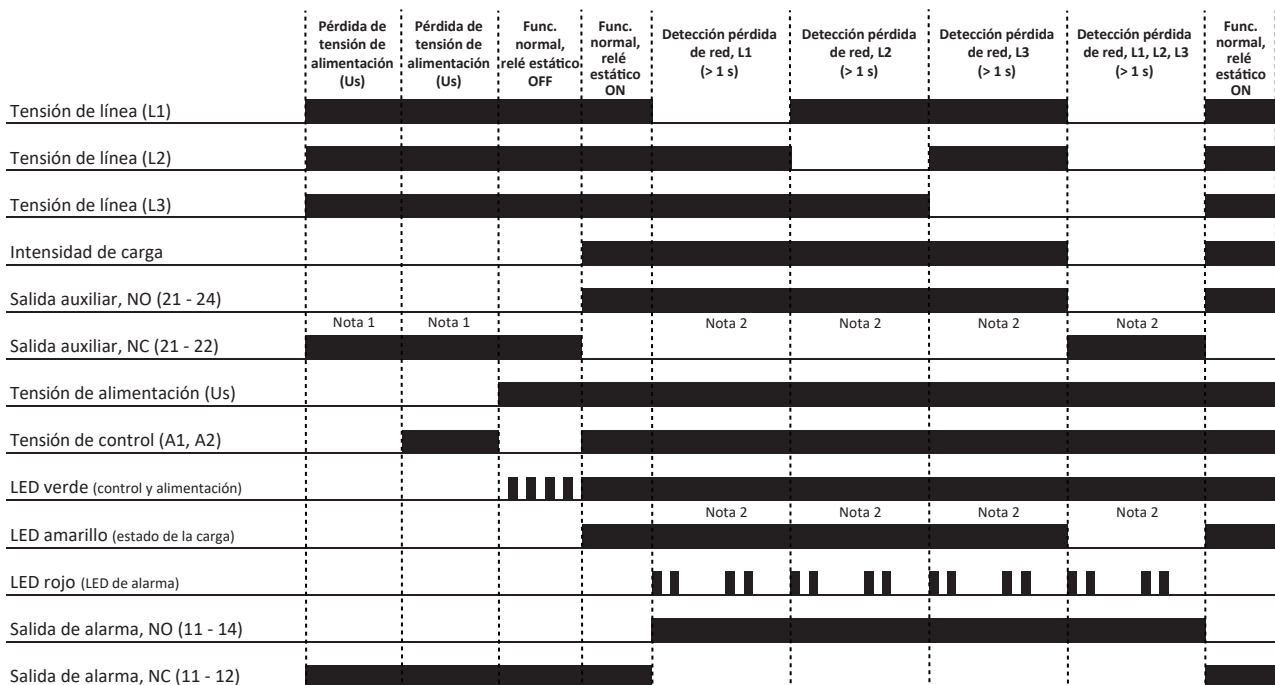 Pérdida de
tensión de
alimentación
(Us)
Pérdida de
tensión de
alimentación
(Us)
Func.
normal,
relé estático
OFF
Func.
normal,
relé
estático
ON
Detección pérdida
de red, L1
(> 1 s)
Detección pérdida
de red, L2
(> 1 s)
Detección pérdida
de red, L3
(> 1 s)
Detección pérdida
de red, L1, L2, L3
(> 1 s)
Func.
normal,
relé
estático
ON
Tensión de línea (L1)
Tensión de línea (L2)
Tensión de línea (L3)
Intensidad de carga
Salida auxiliar, NO (21 - 24)
Nota 1 Nota 1 Nota 2 Nota 2 Nota 2 Nota 2
Salida auxiliar, NC (21 - 22)
Tensión de alimentación (Us)
Tensión de control (A1, A2)
LED verde (control y alimentación)
Nota 2 Nota 2 Nota 2 Nota 2
LED amarillo (estado de la carga)
LED rojo (LED de alarma)
Salida de alarma, NO (11 - 14)
Salida de alarma, NC (11 - 12)